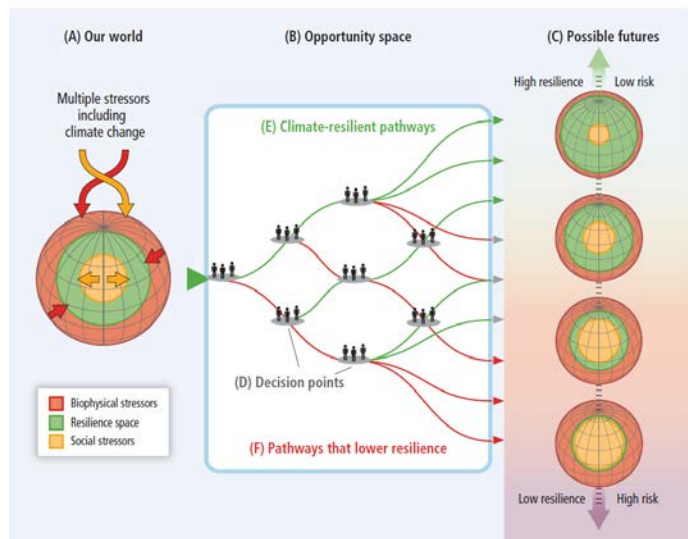 (A) Our world
(B) Opportunity space
(C) Possible futures
Multiple stressors
including
climate change
High resilience
Low risk
(E) Climate-resilient pathways
(D) Decision points
Biophysical stressors
Resilience space
Social stressors
(F) Pathways that lower resilience
Low resilience
High risk